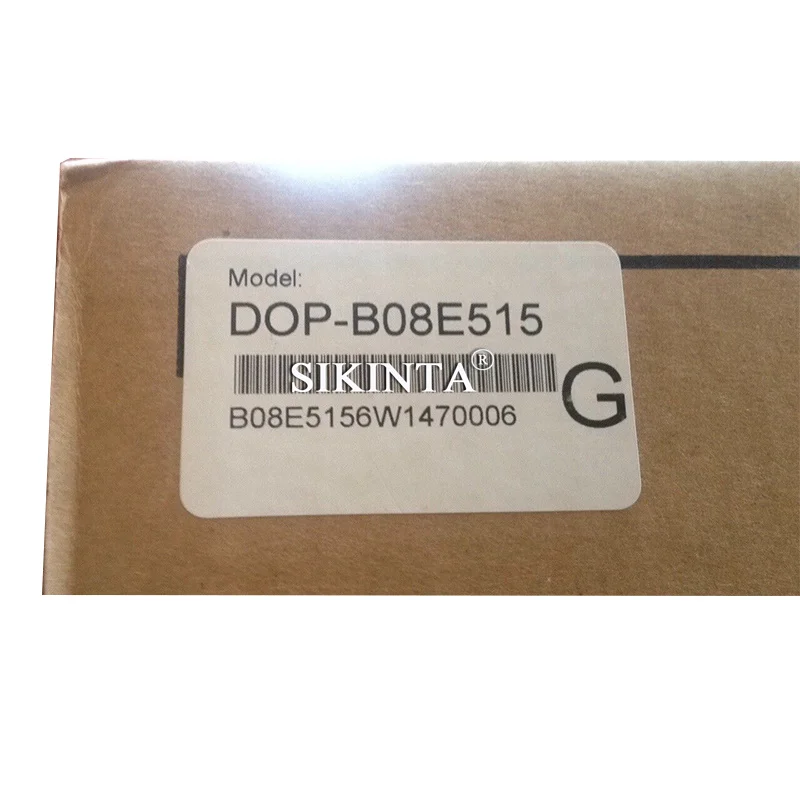 Model:
DOP-B08E515
SIKINTA®
B08E5156W1470006
G